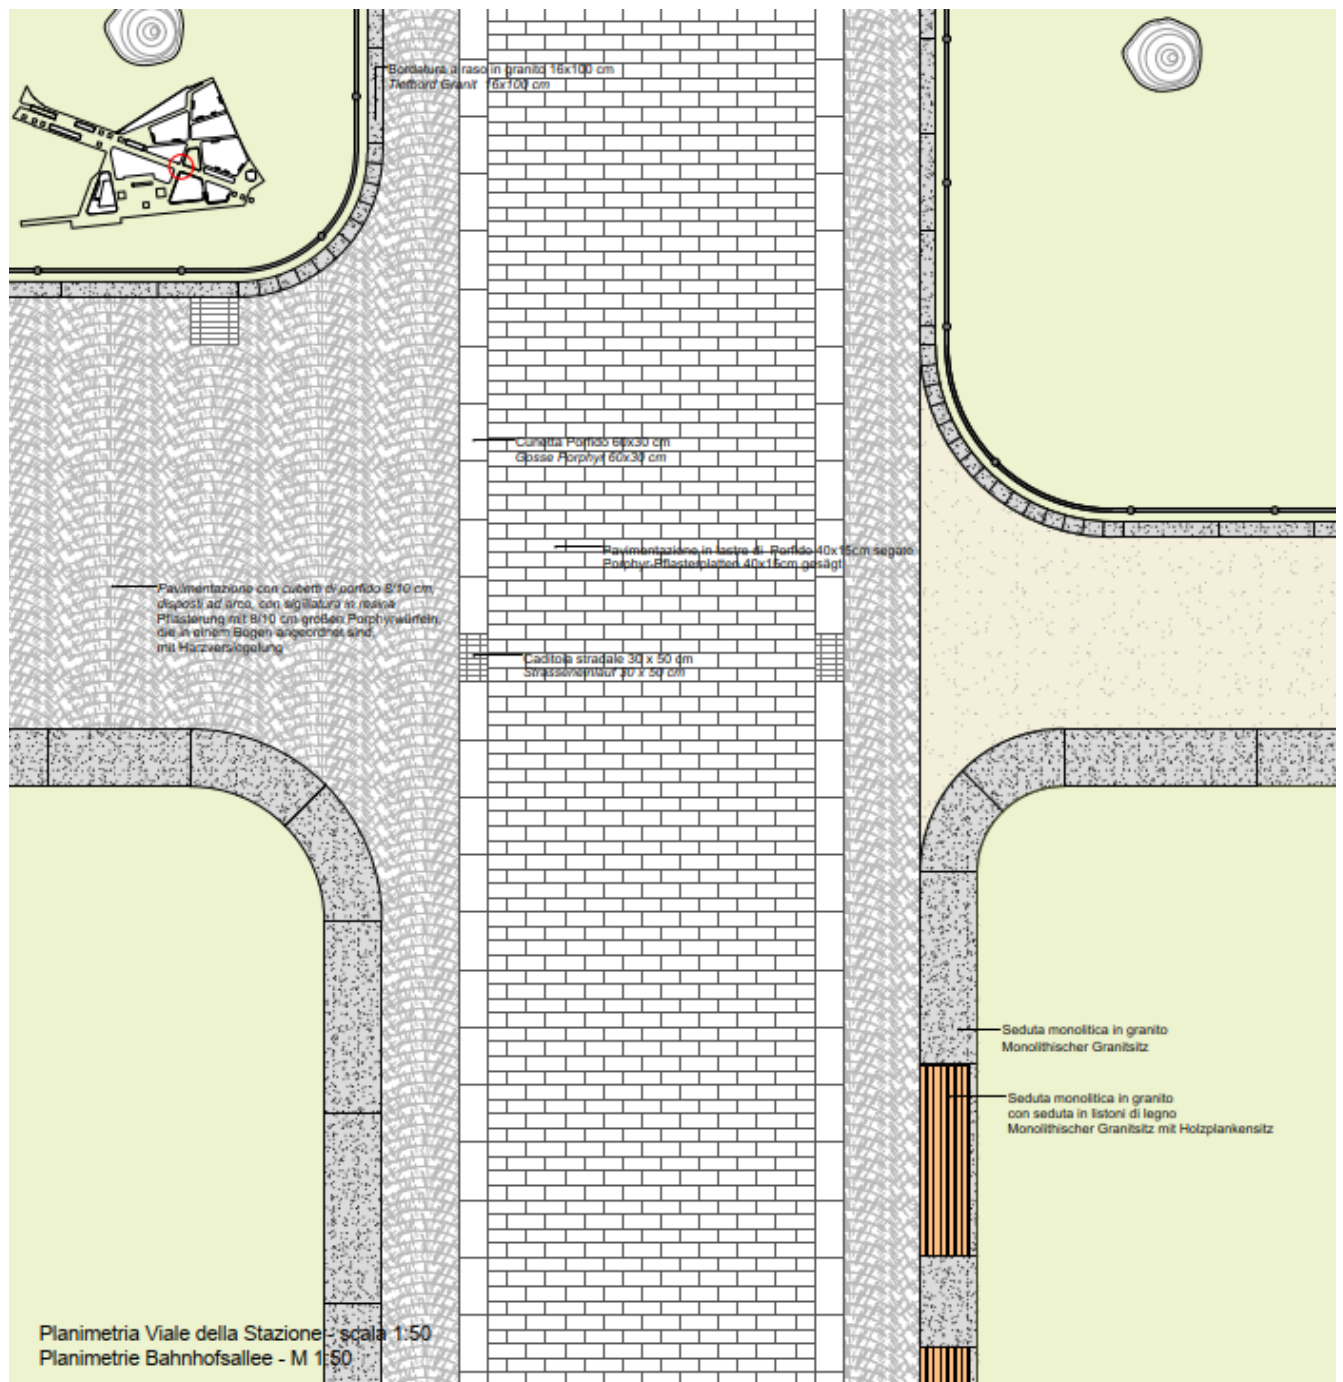 Bordatura a raso in granito 16x100 cm
Tiefbord Granit 16x100 cm
Cunetta Porfido 60x30 cm
Gosse Porphyr 60x30 cm
Pavimentazione in lastre di Porfido 40x15cm segato
Porphyr-Pflasterplatten 40x15cm gesägt
Pavimentazione con cubetti di porfido 8/10 cm,
disposti ad arco, con sigillatura in resina
Pflasterung mit 8/10 cm großen Porphyrwürfeln,
die in einem Bogen angeordnet sind,
mit Harzversiegelung
Caditoia stradale 30 x 50 cm
Strasseneinlauf 30 x 50 cm
Seduta monolitica in granito
Monolithischer Granitsitz
Seduta monolitica in granito
con seduta in listoni di legno
Monolithischer Granitsitz mit Holzplankensitz
Planimetria Viale della Stazione - scala 1:50
Planimetrie Bahnhofsallee - M 1:50